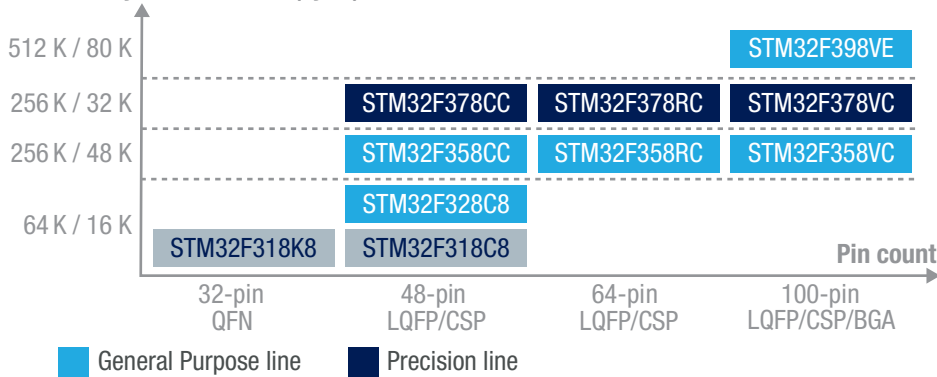 512 K / 80 K
STM32F398VE
256 K / 32 K
STM32F378CC
STM32F378RC
STM32F378VC
256 K / 48 K
STM32F358CC
STM32F358RC
STM32F358VC
64 K / 16 K
STM32F328C8
STM32F318K8
STM32F318C8
Pin count
32-pin
QFN
48-pin
LQFP/CSP
64-pin
LQFP/CSP
100-pin
LQFP/CSP/BGA
General Purpose line
Precision line